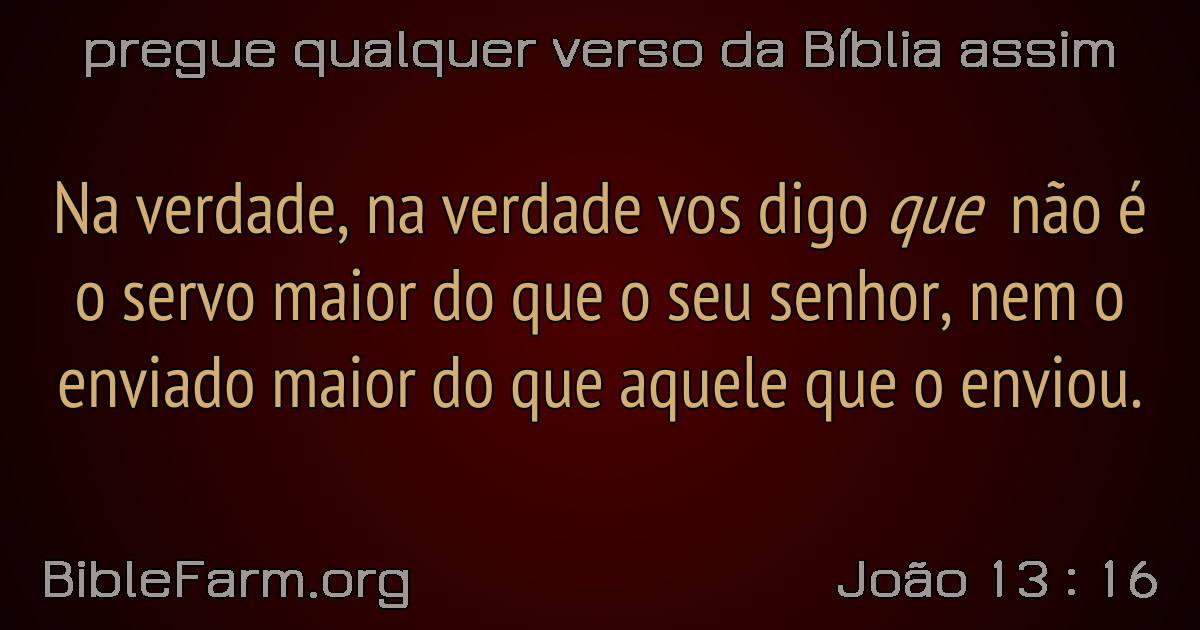 pregue qualquer verso da Bíblia assim
Na verdade, na verdade vos digo que não é
o servo maior do que o seu senhor, nem o
enviado maior do que aquele que o enviou.
BibleFarm.org
João 13 : 16